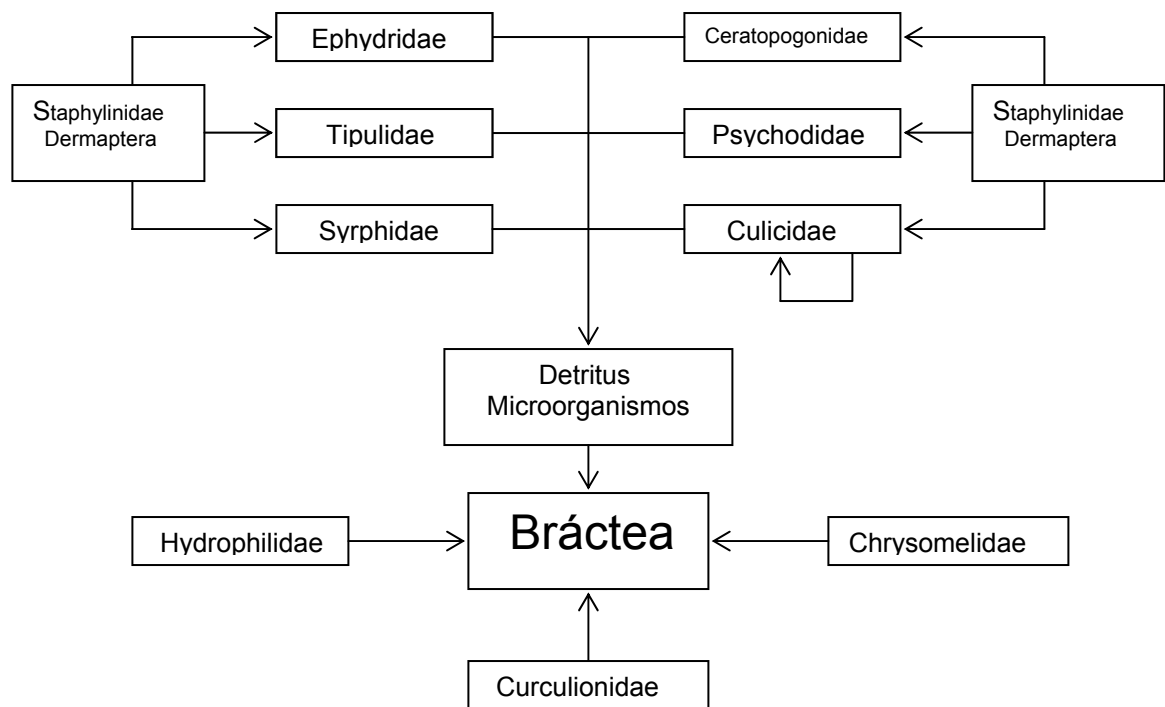 Ephydridae
Ceratopogonidae
Staphylinidae
Dermaptera
Tipulidae
Psychodidae
Staphylinidae
Dermaptera
Syrphidae
Culicidae
Detritus
Microorganismos
Hydrophilidae
Bráctea
Chrysomelidae
Curculionidae